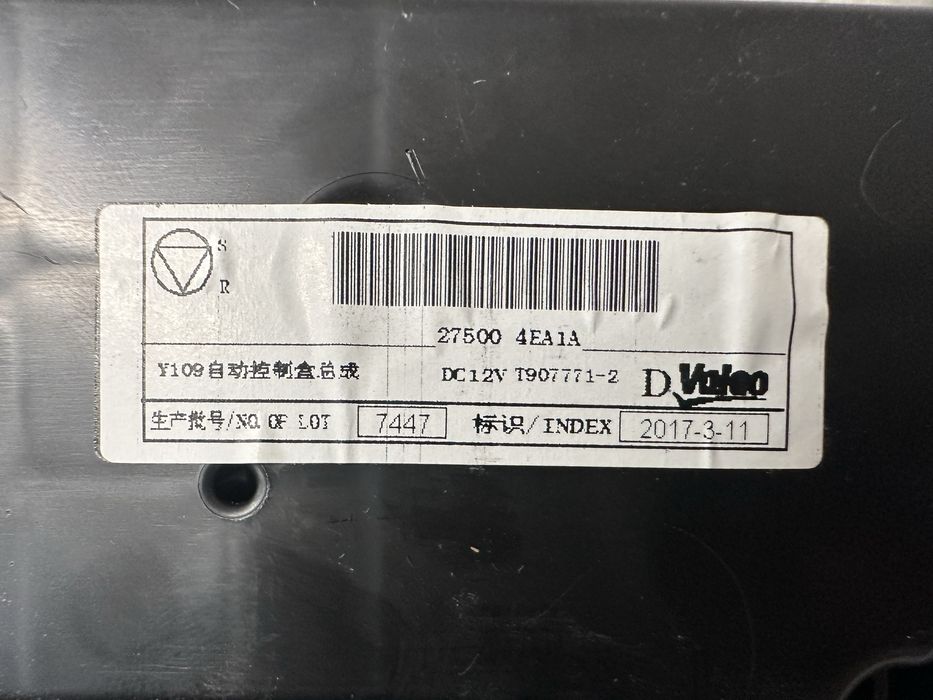 S
R
27500 4EA1A
Y109自动控制盒总成 DC12V T907771-2 D Valeo
生产批号/NO. OF LOT 7447 标识/INDEX 2017-3-11